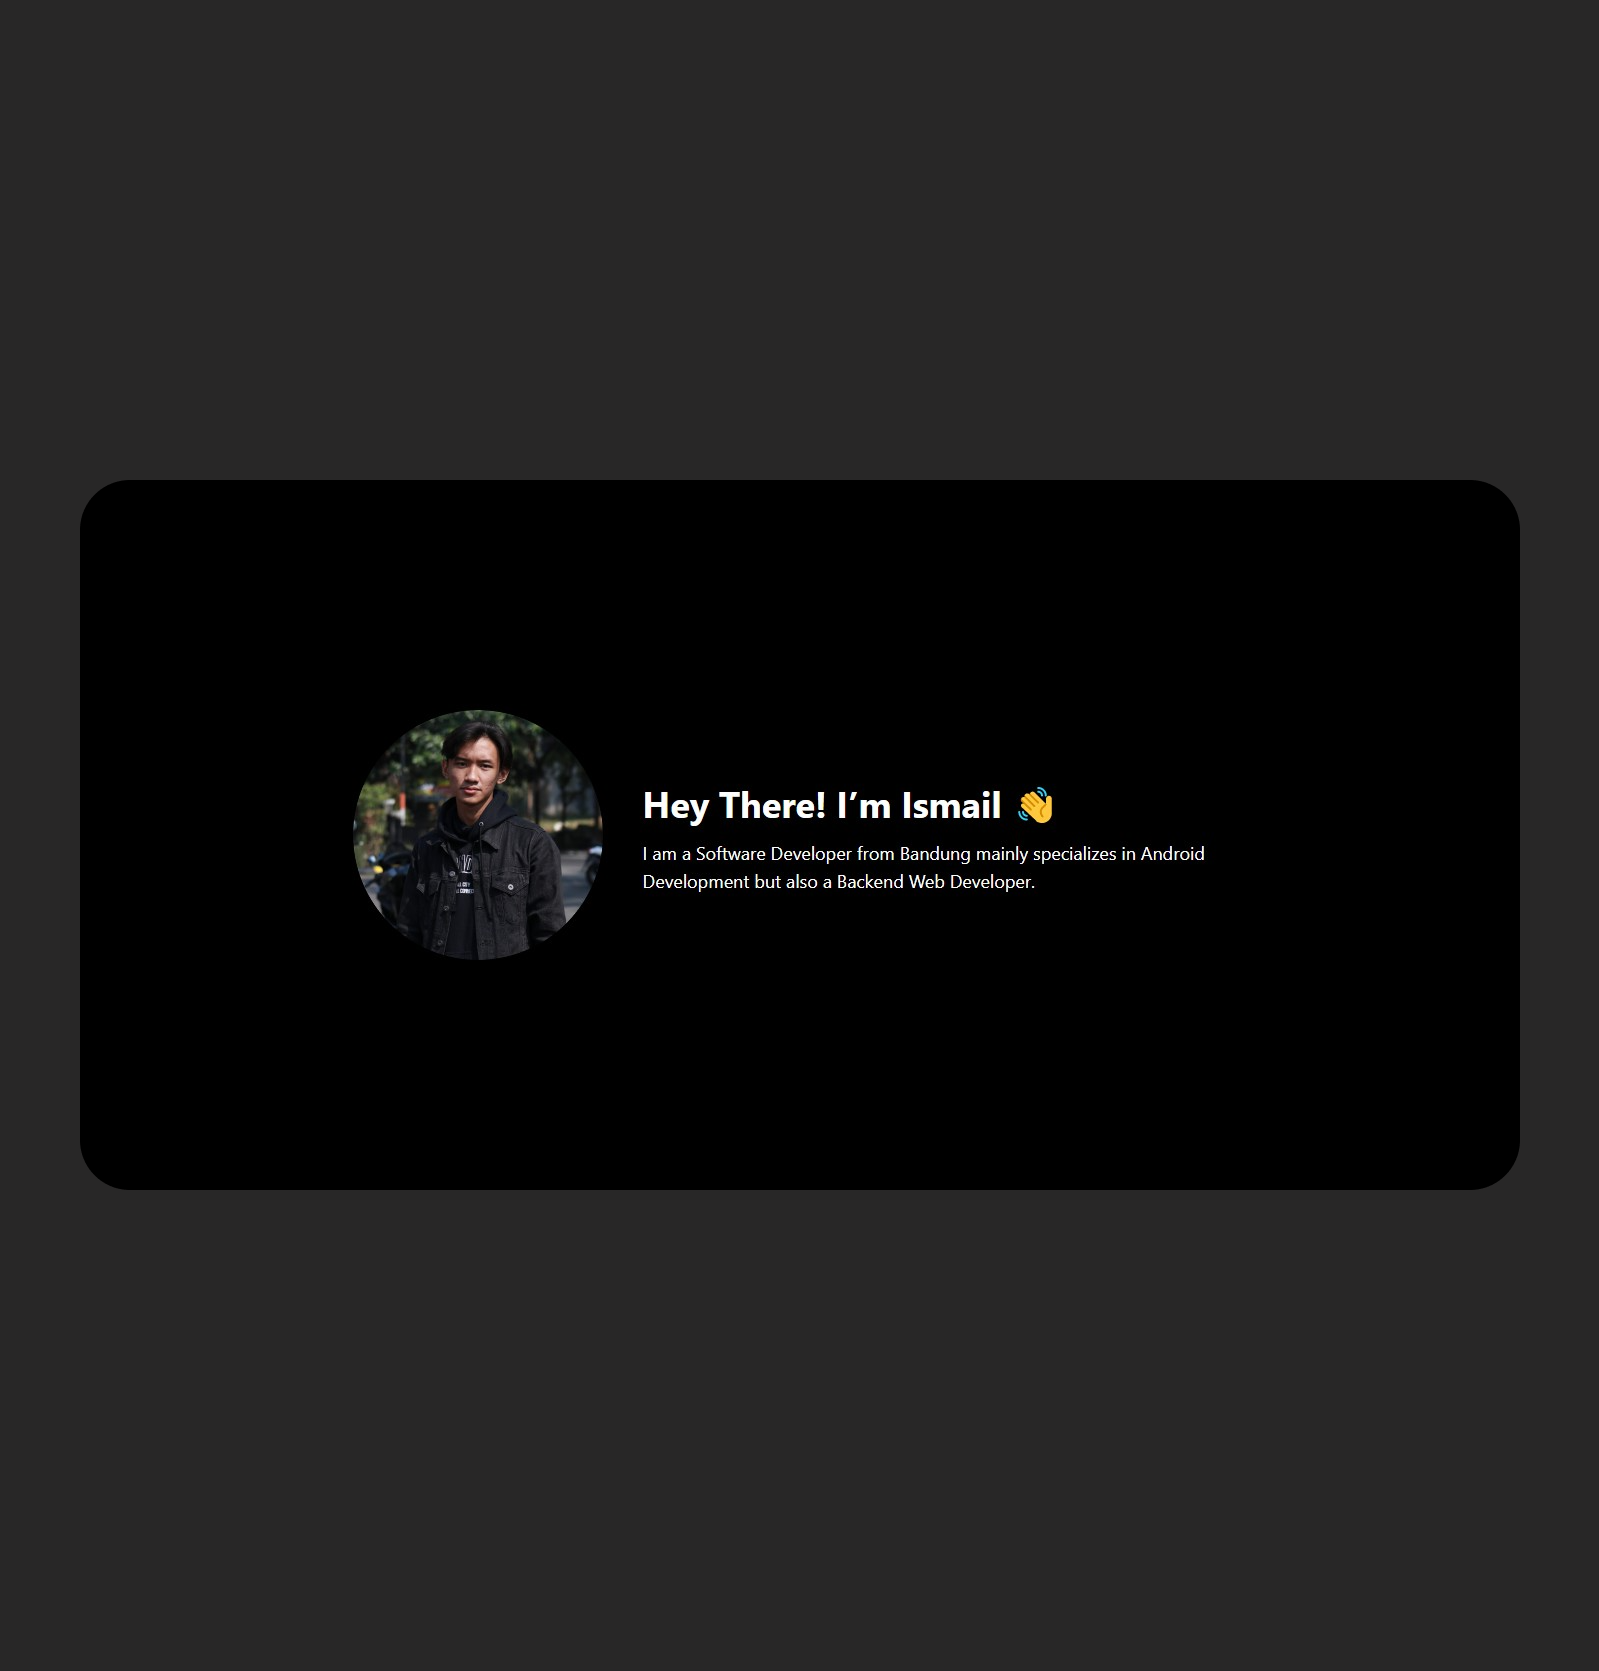 Hey There! I’m Ismail 👋
I am a Software Developer from Bandung mainly specializes in Android
Development but also a Backend Web Developer.